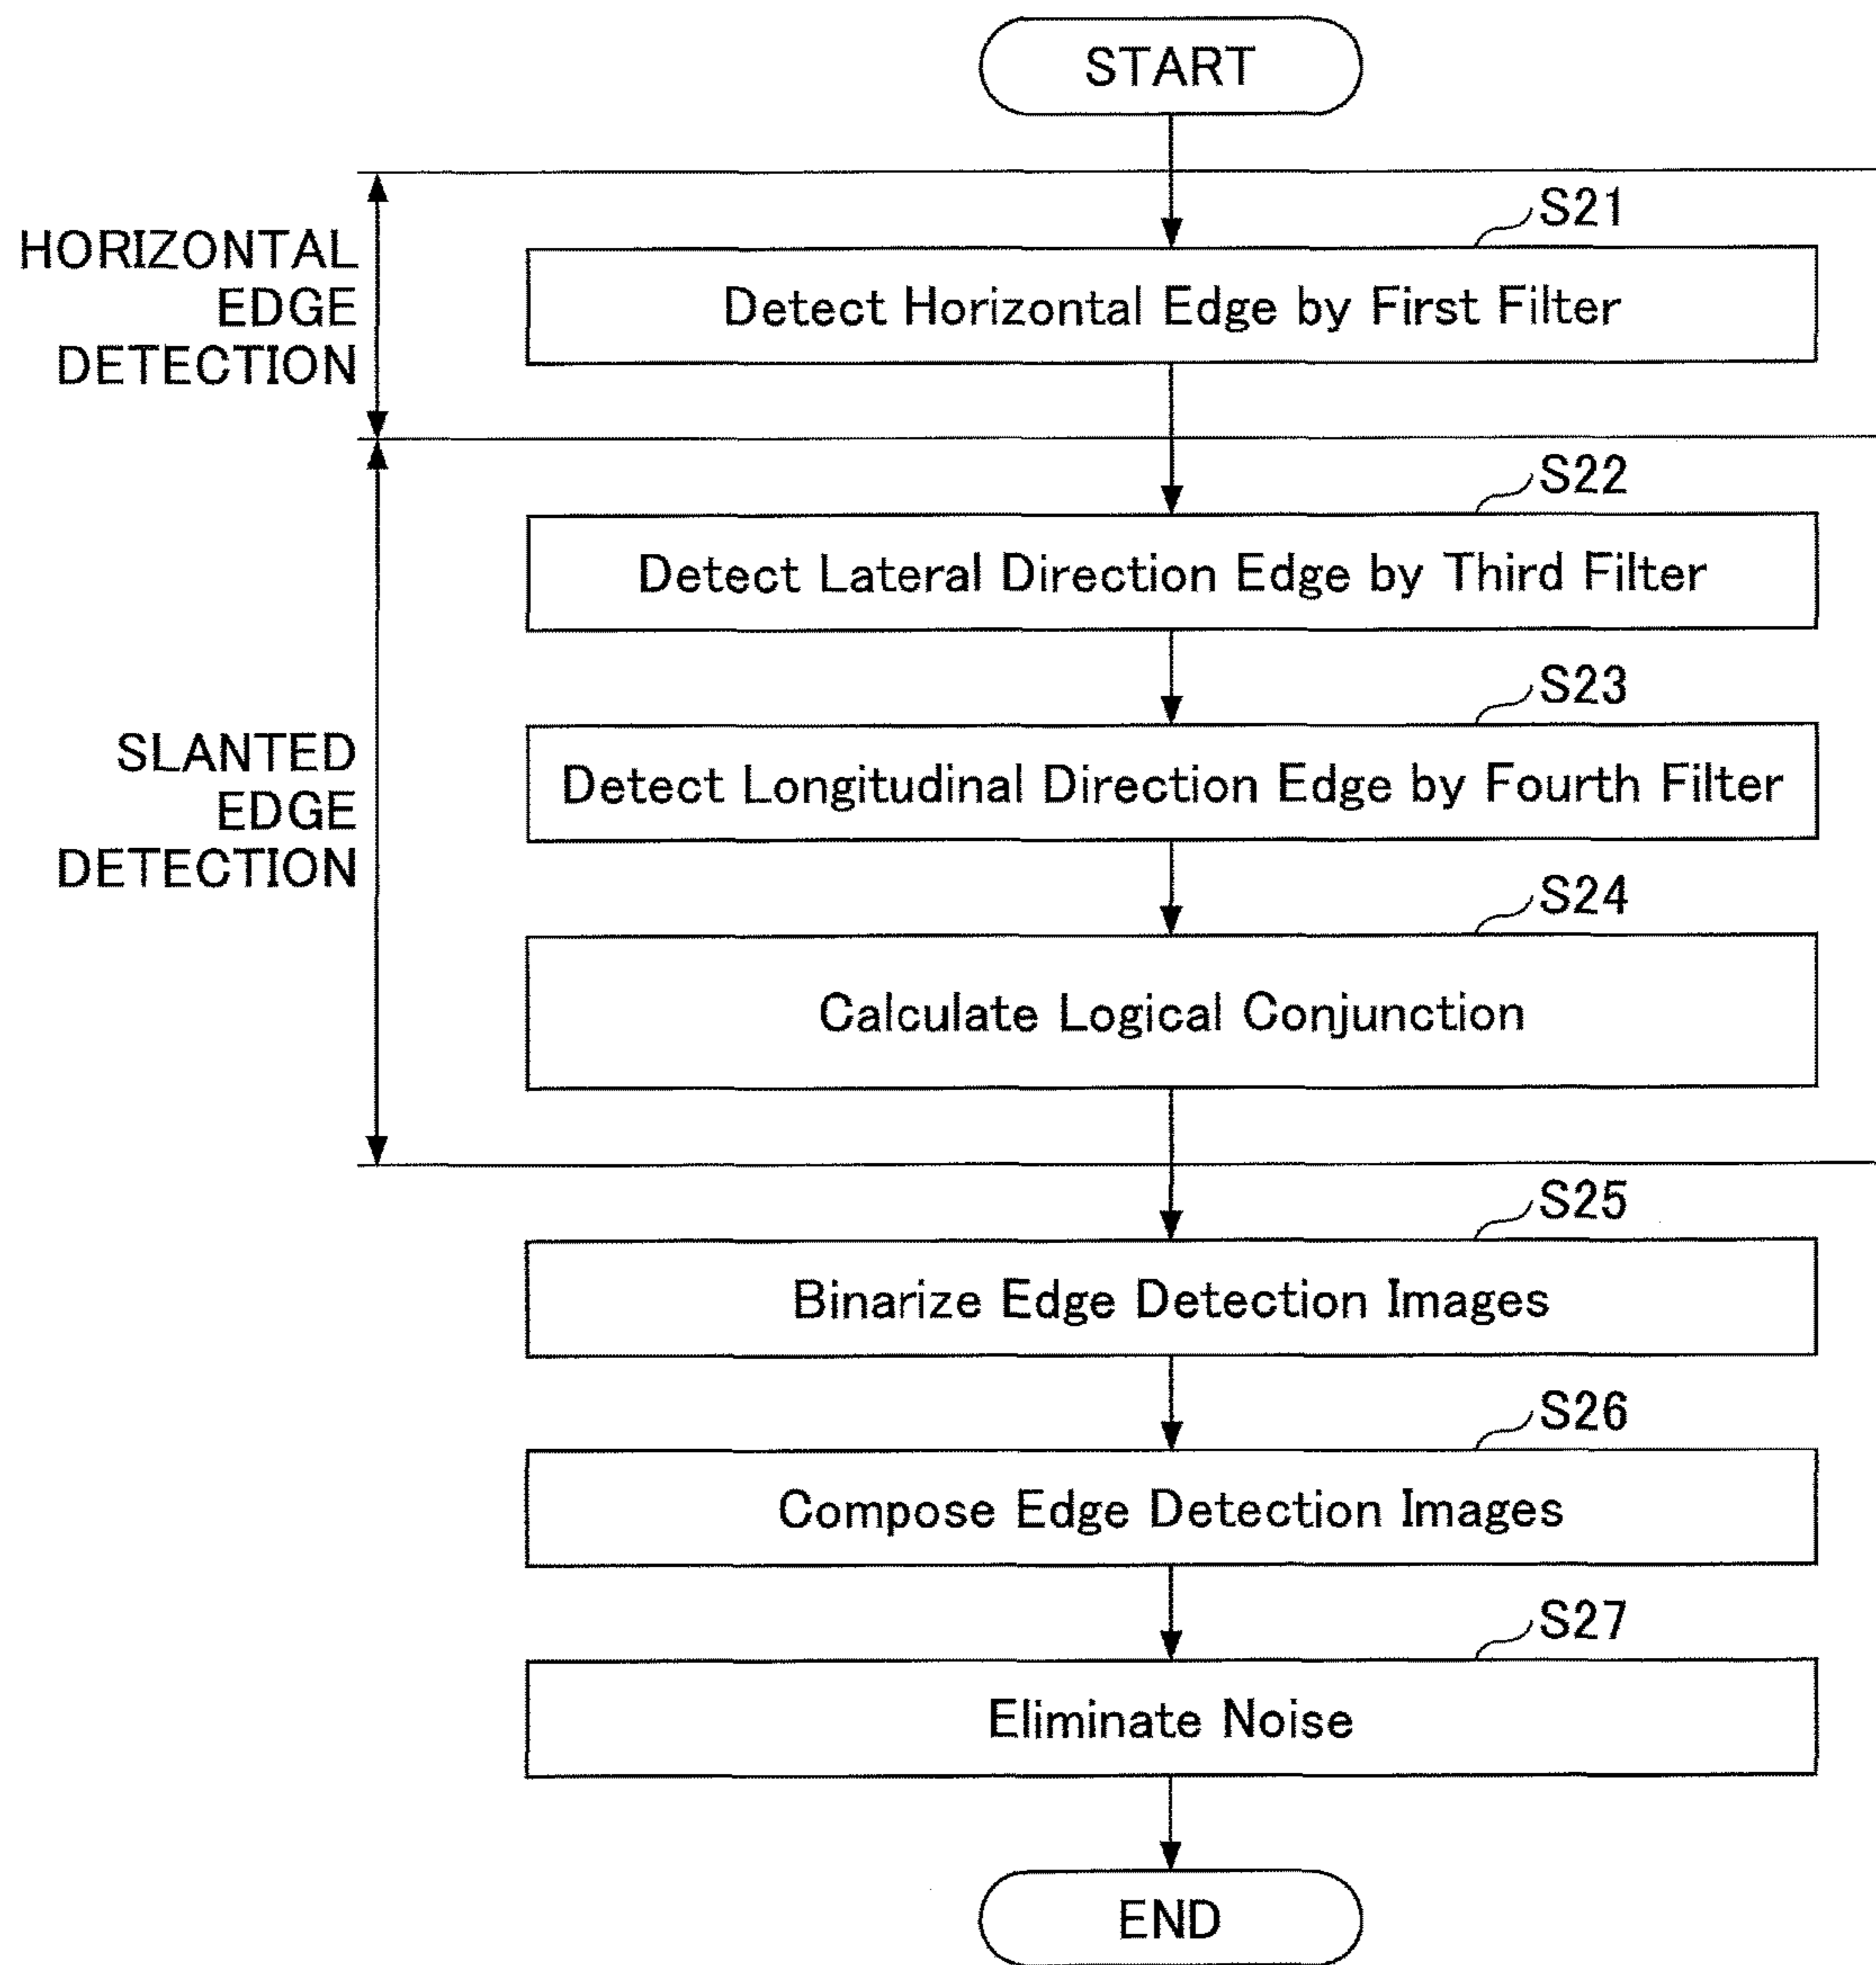 START
HORIZONTAL
EDGE
DETECTION
S21
Detect Horizontal Edge by First Filter
SLANTED
EDGE
DETECTION
S22
Detect Lateral Direction Edge by Third Filter
S23
Detect Longitudinal Direction Edge by Fourth Filter
S24
Calculate Logical Conjunction
S25
Binarize Edge Detection Images
S26
Compose Edge Detection Images
S27
Eliminate Noise
END